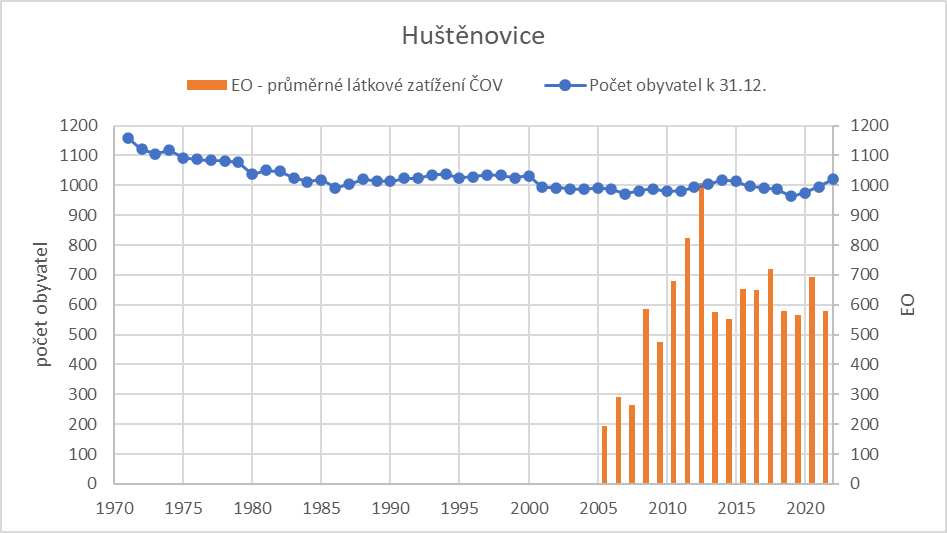 Huštěnovice
EO - průměrné látkové zatížení ČOV Počet obyvatel k 31.12.
1200 1200
1100 1100
1000 1000
900 900
800 800
700 700
600 600
500 500
400 400
300 300
200 200
100 100
0 0
počet obyvatel
EO
1970 1975 1980 1985 1990 1995 2000 2005 2010 2015 2020